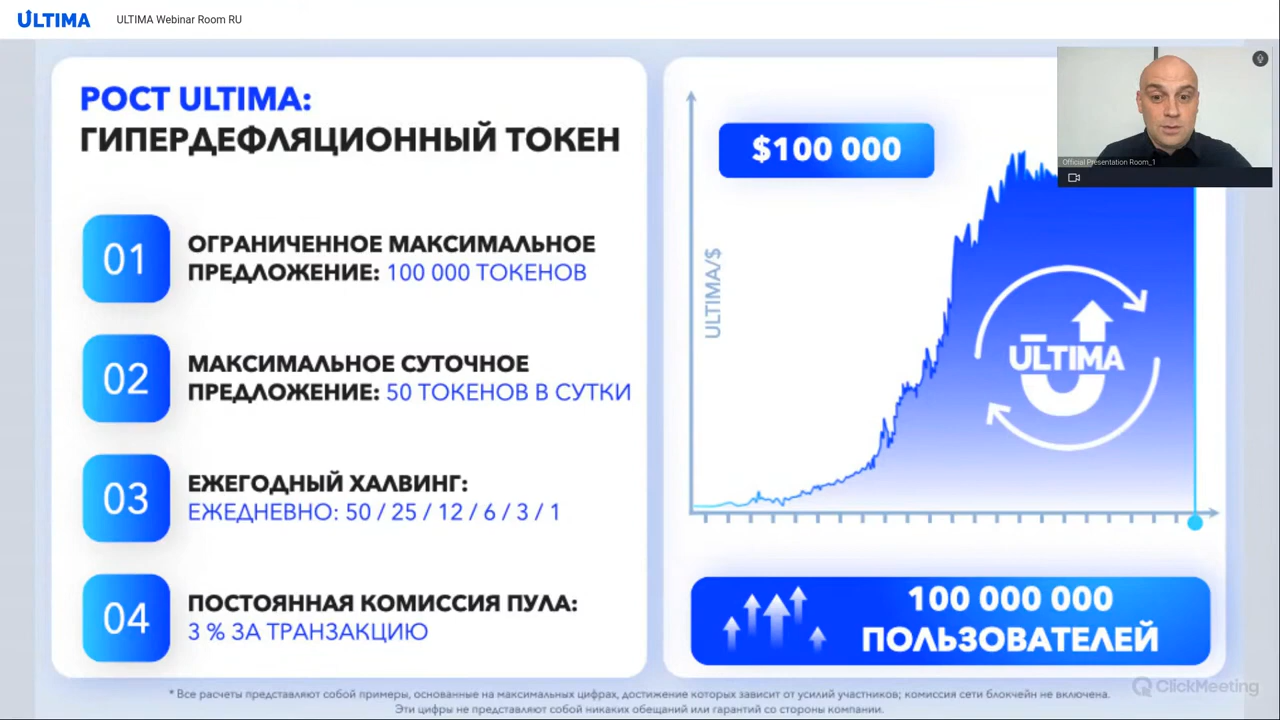 ULTIMA
ULTIMA Webinar Room RU
РОСТ ULTIMA:
ГИПЕРДЕФЛЯЦИОННЫЙ ТОКЕН
01
ОГРАНИЧЕННОЕ МАКСИМАЛЬНОЕ
ПРЕДЛОЖЕНИЕ: 100 000 ТОКЕНОВ
02
МАКСИМАЛЬНОЕ СУТОЧНОЕ
ПРЕДЛОЖЕНИЕ: 50 ТОКЕНОВ В СУТКИ
03
ЕЖЕГОДНЫЙ ХАЛВИНГ:
ЕЖЕДНЕВНО: 50 / 25 / 12 / 6 / 3 / 1
04
ПОСТОЯННАЯ КОМИССИЯ ПУЛА:
3 % ЗА ТРАНЗАКЦИЮ
$100 000
ULTIMA/$
ULTIMA
Official Presentation Room_1
100 000 000
ПОЛЬЗОВАТЕЛЕЙ
* Все расчеты представляют собой примеры, основанные на максимальных цифрах, достижение которых зависит от усилий участников; комиссия сети блокчейн не включена.
Эти цифры не представляют собой никаких обещаний или гарантий со стороны компании.
ClickMeeting